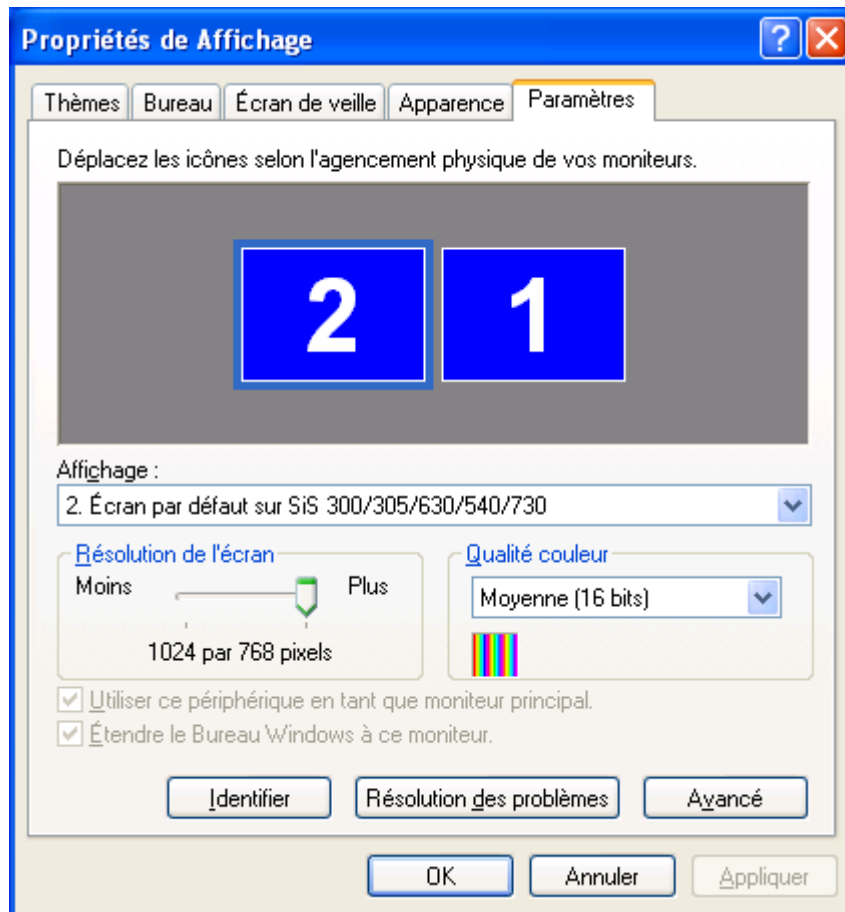 Propriétés de Affichage
Thèmes Bureau Écran de veille Apparence Paramètres
Déplacez les icônes selon l'agencement physique de vos moniteurs.
2 1
Affichage :
2. Écran par défaut sur SiS 300/305/630/540/730
Résolution de l'écran Qualité couleur
Moins Plus Moyenne (16 bits)
1024 par 768 pixels
Utiliser ce périphérique en tant que moniteur principal.
Étendre le Bureau Windows à ce moniteur.
Identifier Résolution des problèmes Avancé
OK Annuler Appliquer